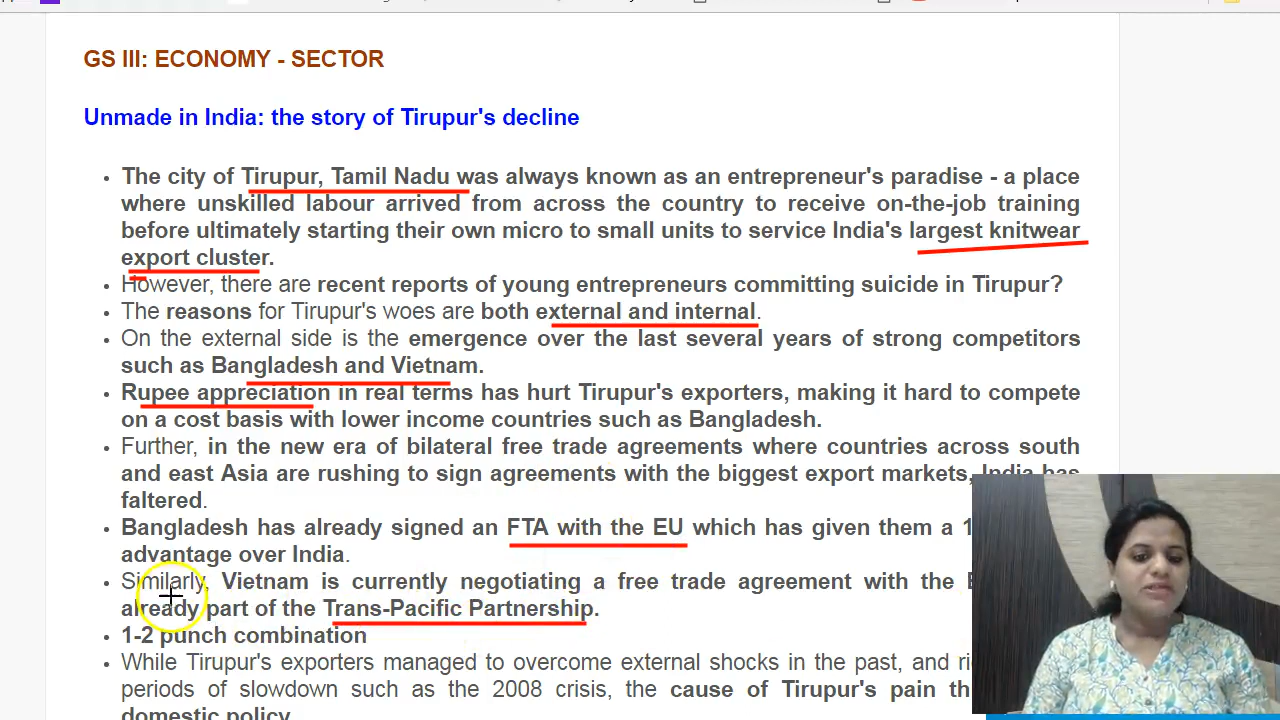 GS III: ECONOMY - SECTOR
Unmade in India: the story of Tirupur's decline
• The city of Tirupur, Tamil Nadu was always known as an entrepreneur's paradise - a place
where unskilled labour arrived from across the country to receive on-the-job training
before ultimately starting their own micro to small units to service India's largest knitwear
export cluster.
• However, there are recent reports of young entrepreneurs committing suicide in Tirupur?
• The reasons for Tirupur's woes are both external and internal.
• On the external side is the emergence over the last several years of strong competitors
such as Bangladesh and Vietnam.
• Rupee appreciation in real terms has hurt Tirupur's exporters, making it hard to compete
on a cost basis with lower income countries such as Bangladesh.
• Further, in the new era of bilateral free trade agreements where countries across south
and east Asia are rushing to sign agreements with the biggest export markets, India has
faltered.
• Bangladesh has already signed an FTA with the EU which has given them a
advantage over India.
• Similarly, Vietnam is currently negotiating a free trade agreement with the
already part of the Trans-Pacific Partnership.
• 1-2 punch combination
• While Tirupur's exporters managed to overcome external shocks in the past, and
periods of slowdown such as the 2008 crisis, the cause of Tirupur's pain
domestic policy